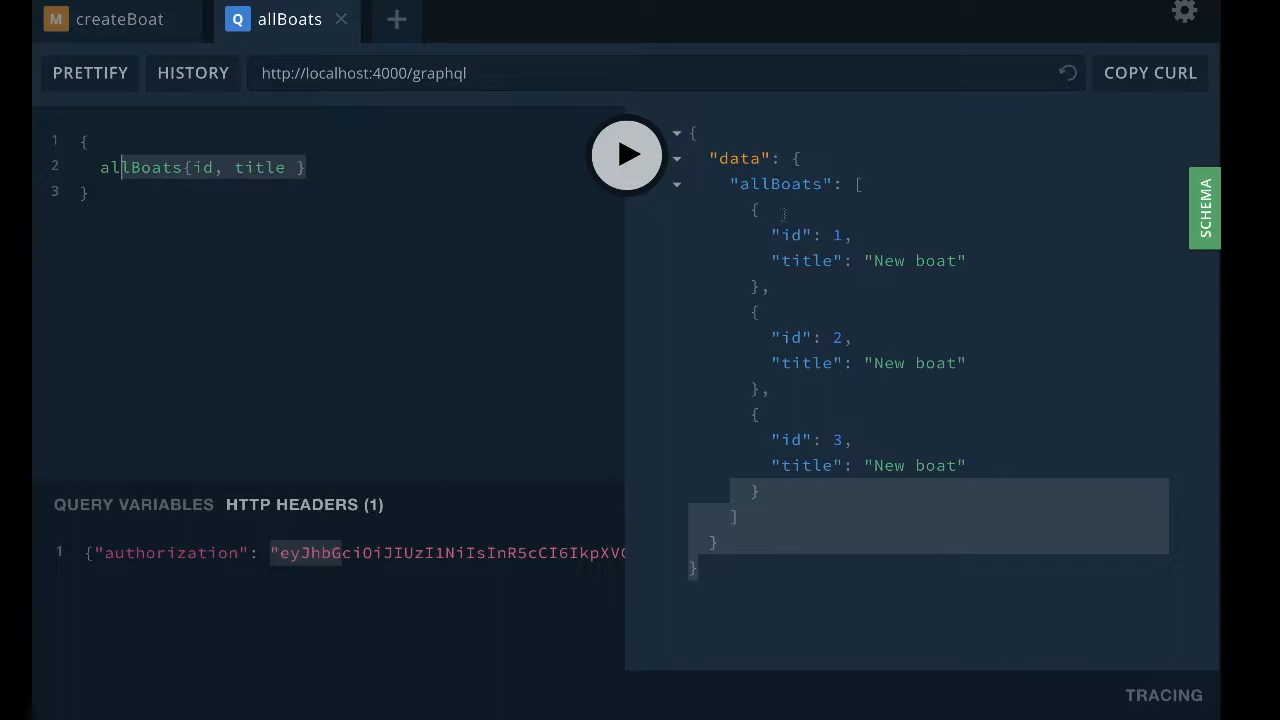 M createBoat
Q allBoats × +
PRETTIFY HISTORY http://localhost:4000/graphql COPY CURL
1 {
2 allBoats{id, title }
3 }
{
"data": {
"allBoats": [
{
"id": 1,
"title": "New boat"
},
{
"id": 2,
"title": "New boat"
},
{
"id": 3,
"title": "New boat"
}
]
}
}
SCHEMA
QUERY VARIABLES HTTP HEADERS (1)
1 {"authorization": "eyJhbGciOiJIUzI1NiIsInR5cCI6IkpXVC
TRACING